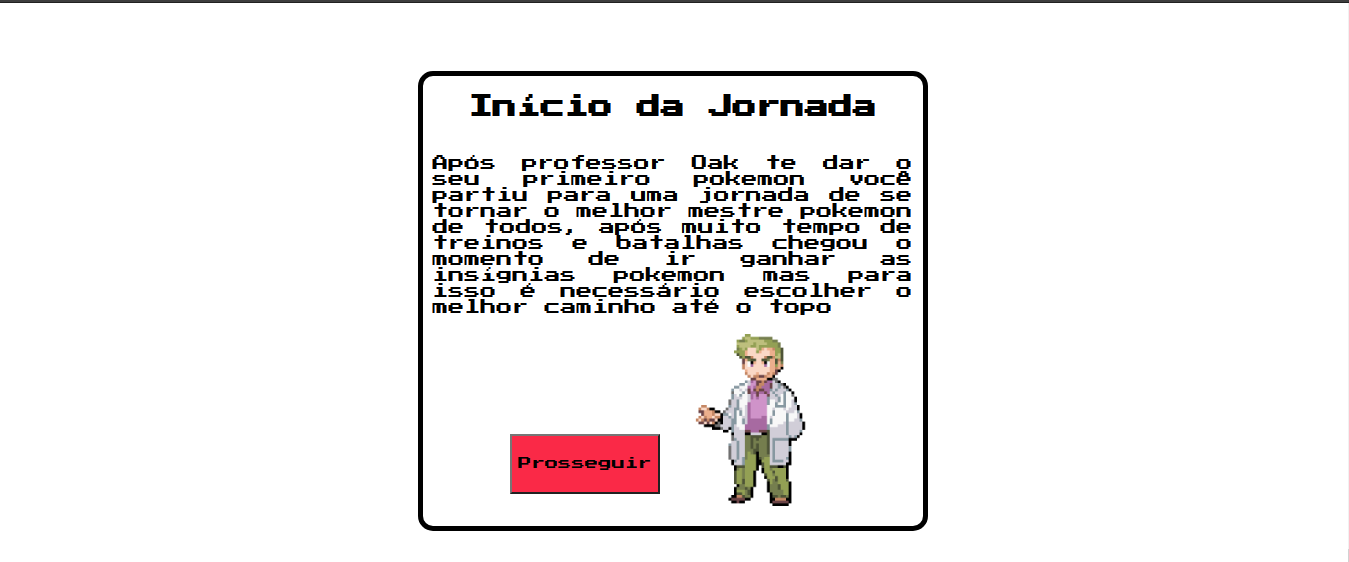 Início da Jornada
Após professor Oak te dar o
seu primeiro pokemon você
partiu para uma jornada de se
tornar o melhor mestre pokemon
de todos, após muito tempo de
treinos e batalhas chegou o
momento de ir ganhar as
insígnias pokemon mas para
isso é necessário escolher o
melhor caminho até o topo
Prosseguir